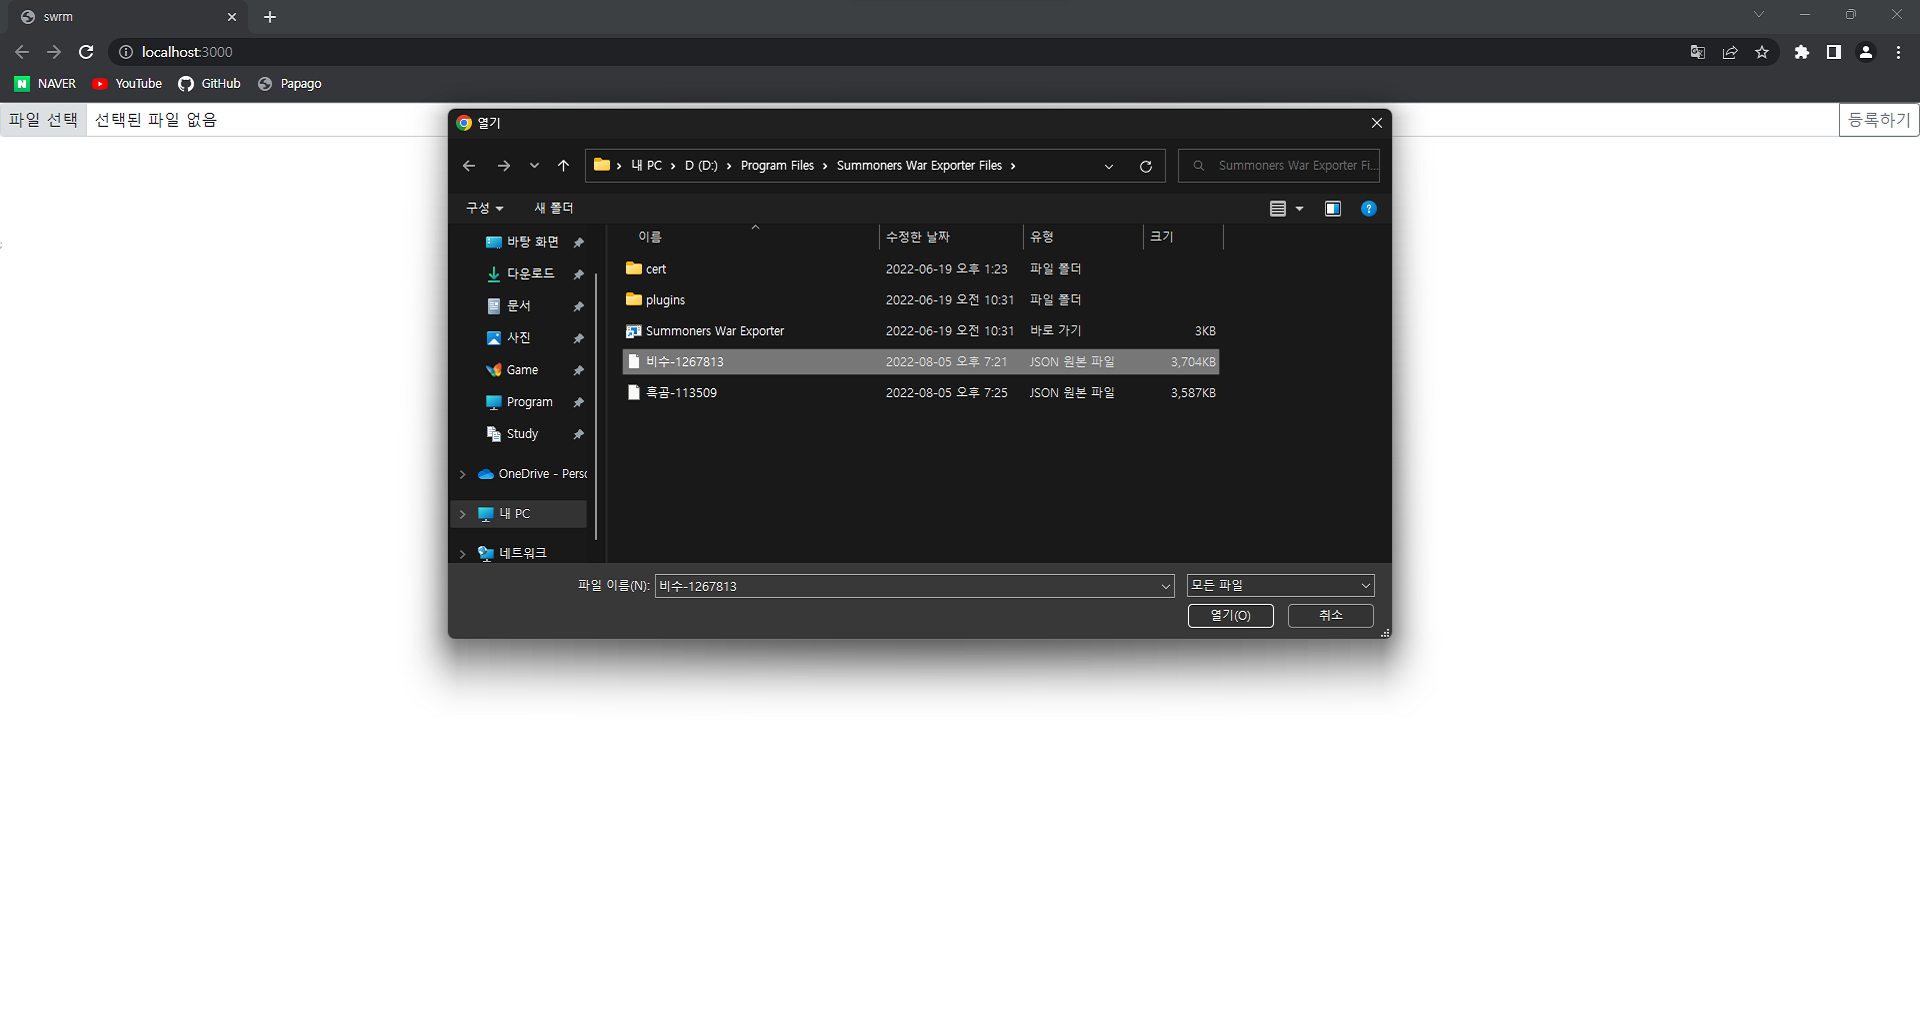 swrm
localhost:3000
NAVER YouTube GitHub Papago
파일 선택 선택된 파일 없음 등록하기
열기
내 PC D (D:) Program Files Summoners War Exporter Files Summoners War Exporter Fi...
구성 새 폴더
이름 수정한 날짜 유형 크기
바탕 화면
다운로드
문서
사진
Game
Program
Study
OneDrive - Perso
내 PC
네트워크
cert 2022-06-19 오후 1:23 파일 폴더
plugins 2022-06-19 오전 10:31 파일 폴더
Summoners War Exporter 2022-06-19 오전 10:31 바로 가기 3KB
비수-1267813 2022-08-05 오후 7:21 JSON 원본 파일 3,704KB
흑곰-113509 2022-08-05 오후 7:25 JSON 원본 파일 3,587KB
파일 이름(N): 비수-1267813 모든 파일
열기(O) 취소